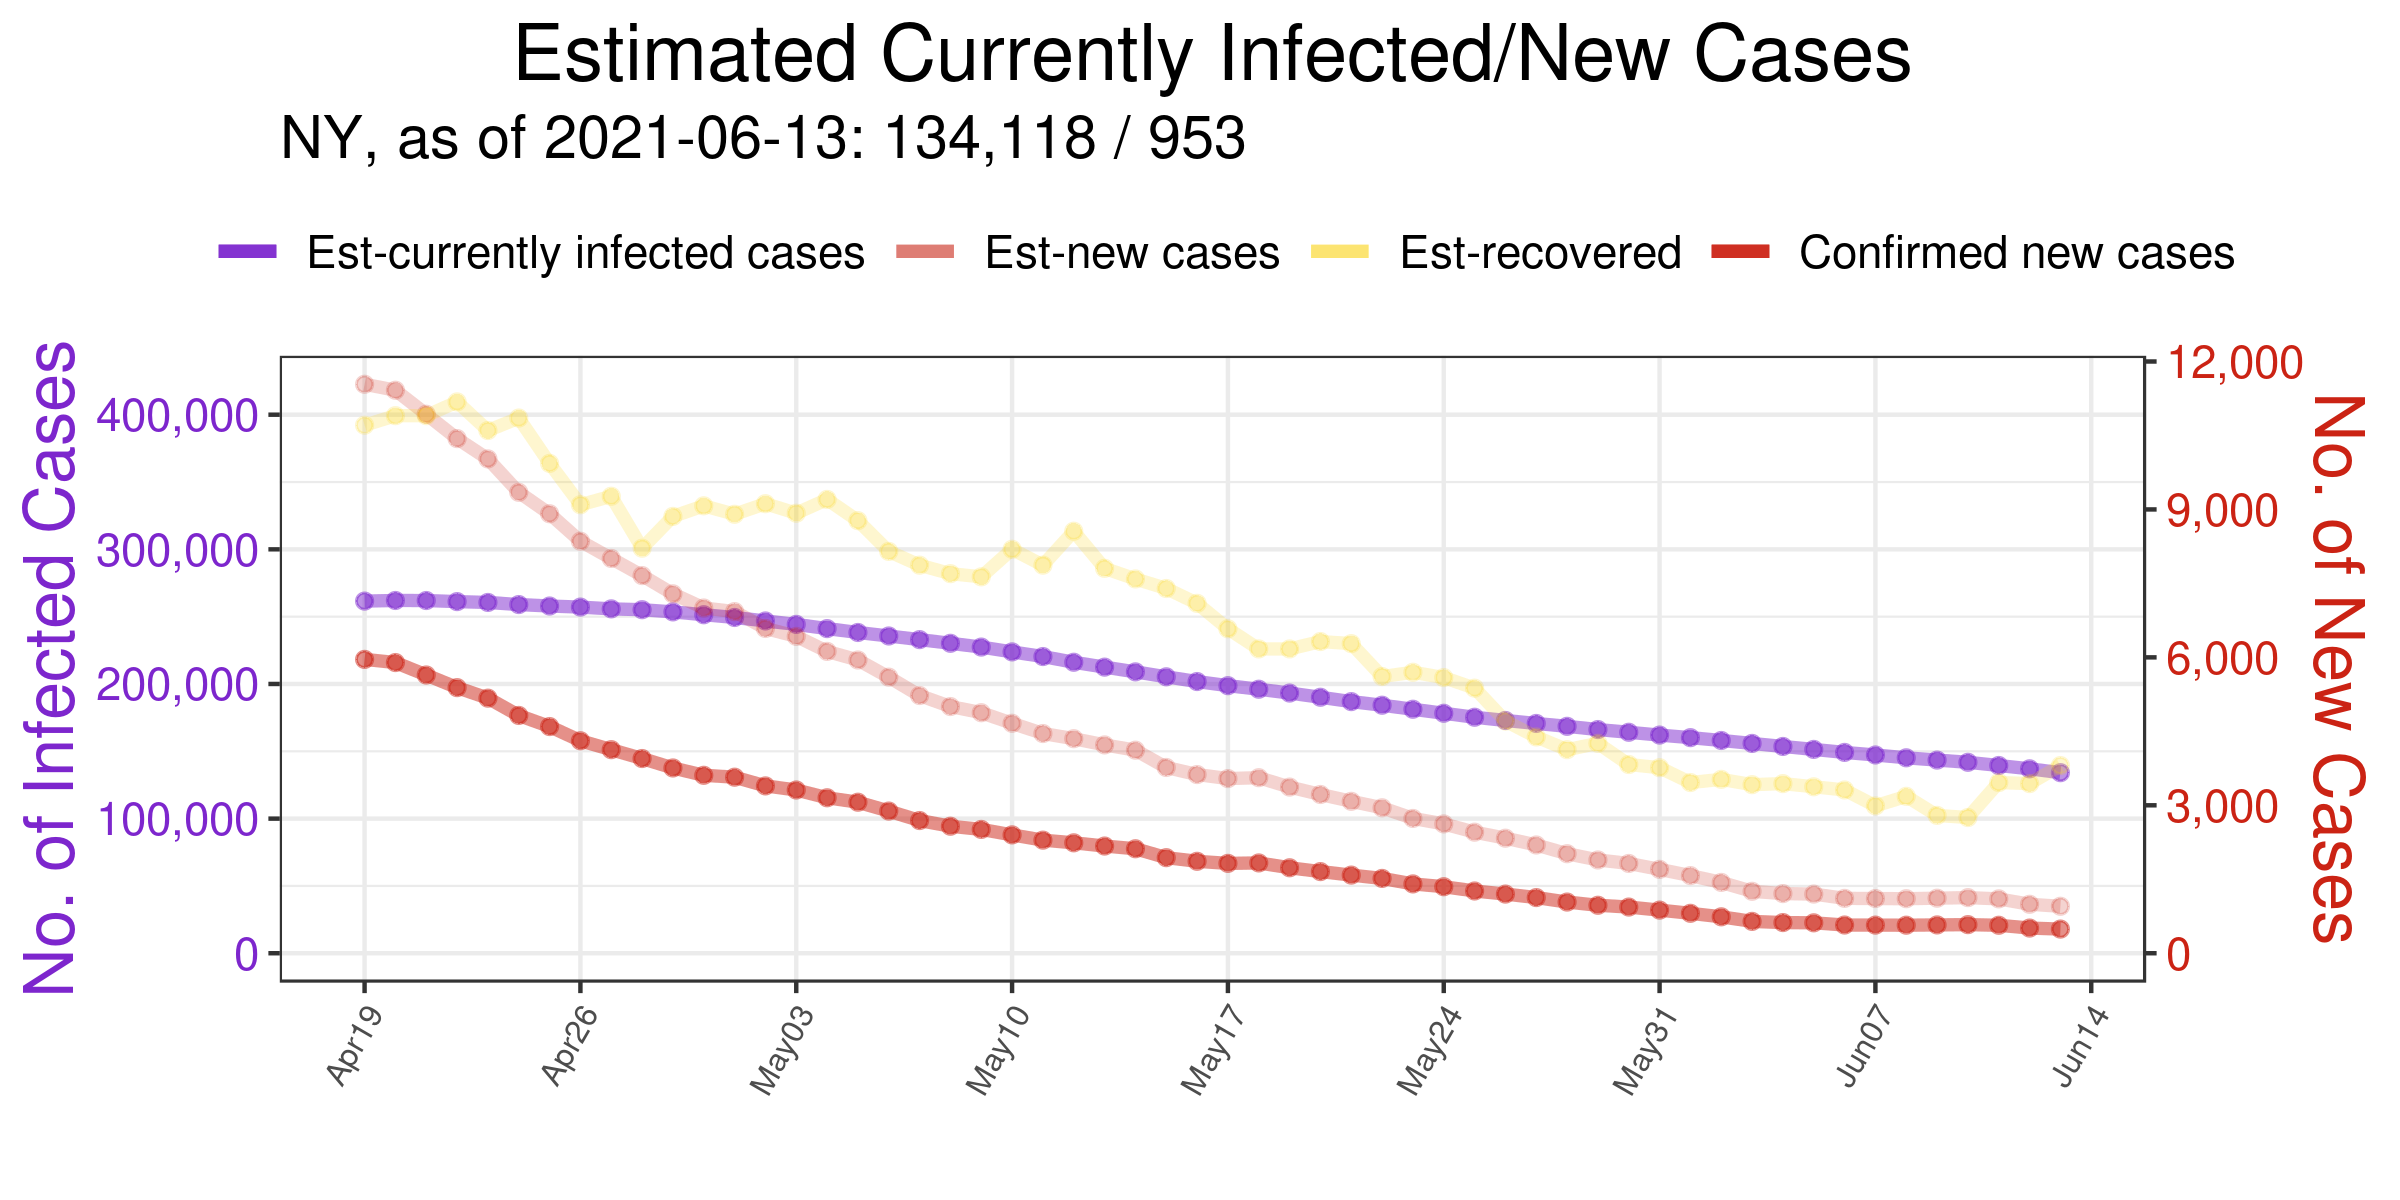 Estimated Currently Infected/New Cases
NY, as of 2021-06-13: 134,118 / 953
Est-currently infected cases Est-new cases Est-recovered Confirmed new cases
No. of Infected Cases
400,000
300,000
200,000
100,000
0
12,000
9,000
6,000
3,000
0
No. of New Cases
Apr19 Apr26 May03 May10 May17 May24 May31 Jun07 Jun14